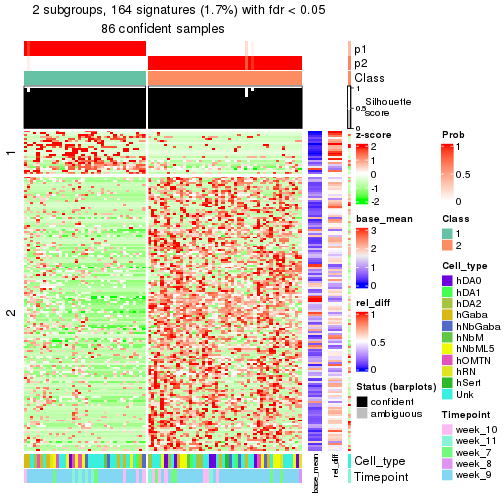 2 subgroups, 164 signatures (1.7%) with fdr < 0.05
86 confident samples
p1
p2
Class
1
0.5
0
Silhouette
score
1
2
z-score
2
1
0
-1
-2
Prob
1
0.5
0
base_mean
3
2
1
0
Class
1
2
Cell_type
hDA0
hDA1
hDA2
hGaba
hNbGaba
hNbM
hNbML5
hOMTN
hRN
hSert
Unk
rel_diff
1
0.5
0
Status (barplots)
confident
ambiguous
Timepoint
week_10
week_11
week_7
week_8
week_9
Cell_type
Timepoint
base_mean
rel_diff